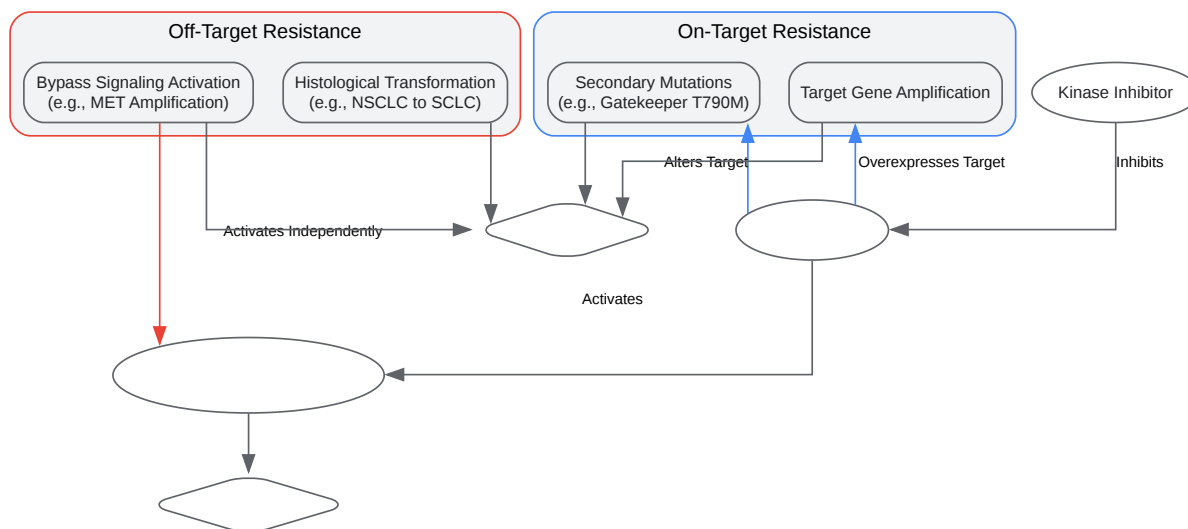 Off-Target Resistance
On-Target Resistance
Bypass Signaling Activation
(e.g., MET Amplification)
Histological Transformation
(e.g., NSCLC to SCLC)
Secondary Mutations
(e.g., Gatekeeper T790M)
Target Gene Amplification
Kinase Inhibitor
Alters Target
Overexpresses Target
Inhibits
Activates Independently
Activates